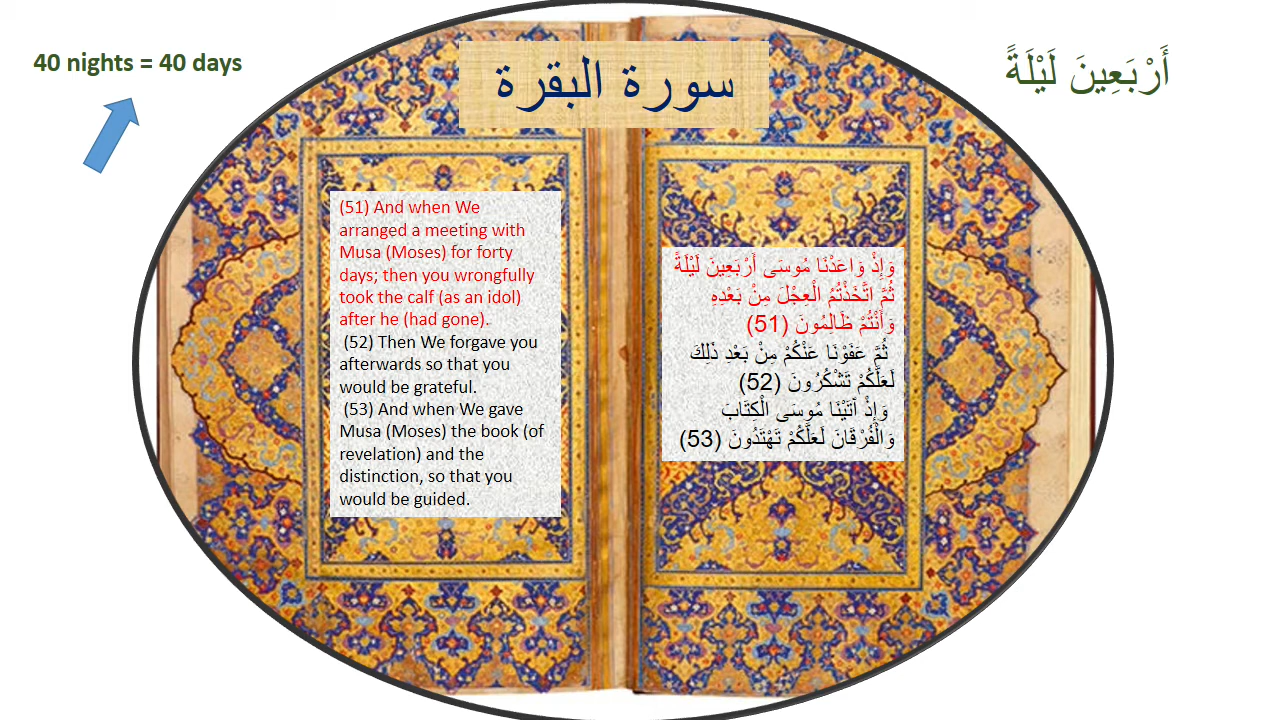 40 nights = 40 days
سورة البقرة
أَرْبَعِينَ لَيْلَةً
(51) And when We
arranged a meeting with
Musa (Moses) for forty
days; then you wrongfully
took the calf (as an idol)
after he (had gone).
(52) Then We forgave you
afterwards so that you
would be grateful.
(53) And when We gave
Musa (Moses) the book (of
revelation) and the
distinction, so that you
would be guided.
وَإِذْ وَاعَدْنَا مُوسَى أَرْبَعِينَ لَيْلَةً
ثُمَّ اتَّخَذْتُمُ الْعِجْلَ مِنْ بَعْدِهِ
وَأَنْتُمْ ظَالِمُونَ (51)
ثُمَّ عَفَوْنَا عَنْكُمْ مِنْ بَعْدِ ذَلِكَ
لَعَلَّكُمْ تَشْكُرُونَ (52)
وَإِذْ آتَيْنَا مُوسَى الْكِتَابَ
وَالْفُرْقَانَ لَعَلَّكُمْ تَهْتَدُونَ (53)